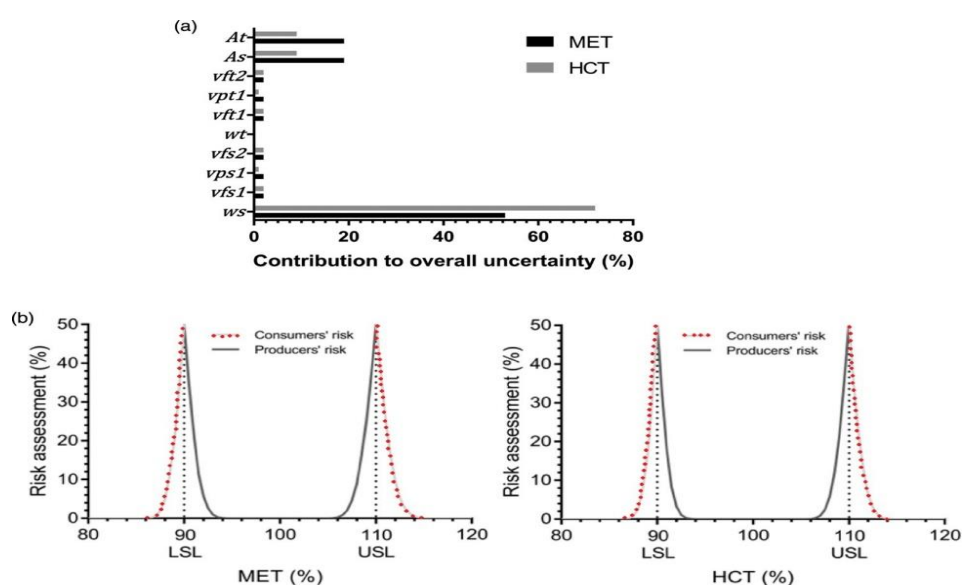 (a)
At
As
vft2
vpt1
vft1
wt
vfs2
vps1
vfs1
ws
MET
HCT
0 20 40 60 80
Contribution to overall uncertainty (%)
(b)
50
40
30
20
10
0
Risk assessment (%)
Consumers' risk
Producers' risk
80 90 100 110 120
LSL USL
MET (%)
50
40
30
20
10
0
Risk assessment (%)
Consumers' risk
Producers' risk
80 90 100 110 120
LSL USL
HCT (%)